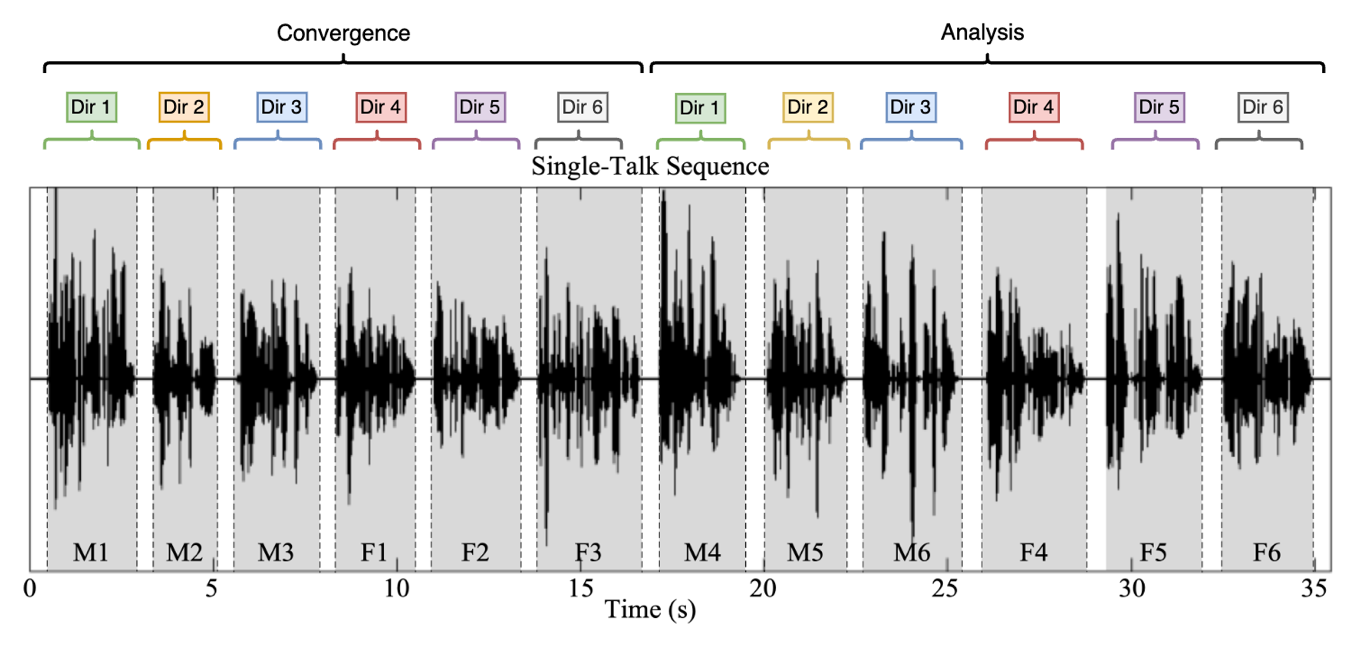 Convergence Analysis
Dir 1 Dir 2 Dir 3 Dir 4 Dir 5 Dir 6 Dir 1 Dir 2 Dir 3 Dir 4 Dir 5 Dir 6
Single-Talk Sequence
M1 M2 M3 F1 F2 F3 M4 M5 M6 F4 F5 F6
0 5 10 15 20 25 30 35
Time (s)